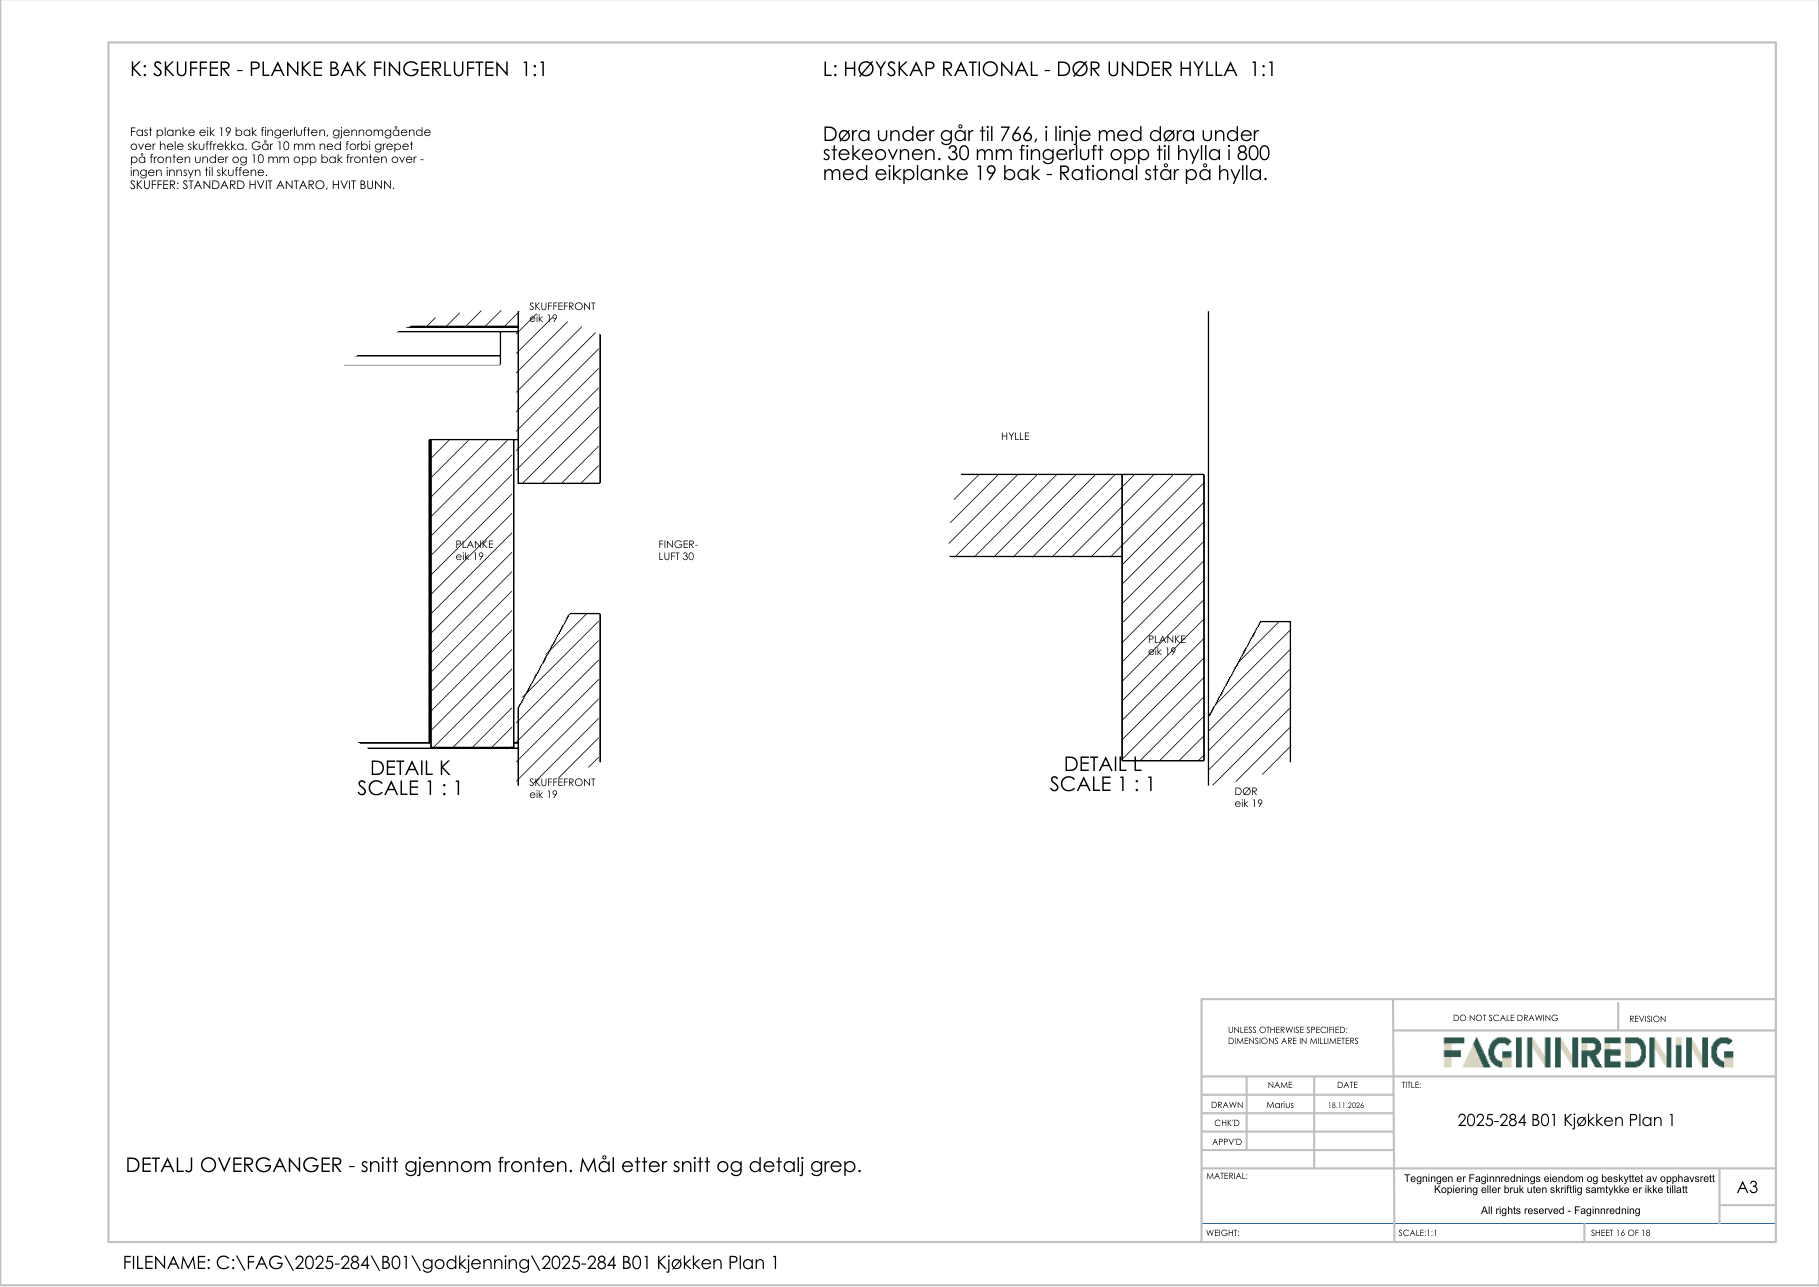 K: SKUFFER - PLANKE BAK FINGERLUFTEN  1:1
Fast planke eik 19 bak fingerluften, gjennomgående
over hele skuffrekka. Går 10 mm ned forbi grepet
på fronten under og 10 mm opp bak fronten over -
ingen innsyn til skuffene.
SKUFFER: STANDARD HVIT ANTARO, HVIT BUNN.
L: HØYSKAP RATIONAL - DØR UNDER HYLLA  1:1
Døra under går til 766, i linje med døra under
stekeovnen. 30 mm fingerluft opp til hylla i 800
med eikplanke 19 bak - Rational står på hylla.
SKUFFEFRONT
eik 19
PLANKE
eik 19
FINGER-
LUFT 30
DETAIL K
SCALE 1 : 1
SKUFFEFRONT
eik 19
HYLLE
PLANKE
eik 19
DETAIL L
SCALE 1 : 1
DØR
eik 19
DETALJ OVERGANGER - snitt gjennom fronten. Mål etter snitt og detalj grep.
UNLESS OTHERWISE SPECIFIED:
DIMENSIONS ARE IN MILLIMETERS
DO NOT SCALE DRAWING
REVISION
FAGINNREDNING
NAME
DATE
DRAWN
Marius
18.11.2026
CHK'D
APPV'D
TITLE:
2025-284 B01 Kjøkken Plan 1
MATERIAL:
Tegningen er Faginnrednings eiendom og beskyttet av opphavsrett
Kopiering eller bruk uten skriftlig samtykke er ikke tillatt
All rights reserved - Faginnredning
A3
WEIGHT:
SCALE:1:1
SHEET 16 OF 18
FILENAME: C:\FAG\2025-284\B01\godkjenning\2025-284 B01 Kjøkken Plan 1